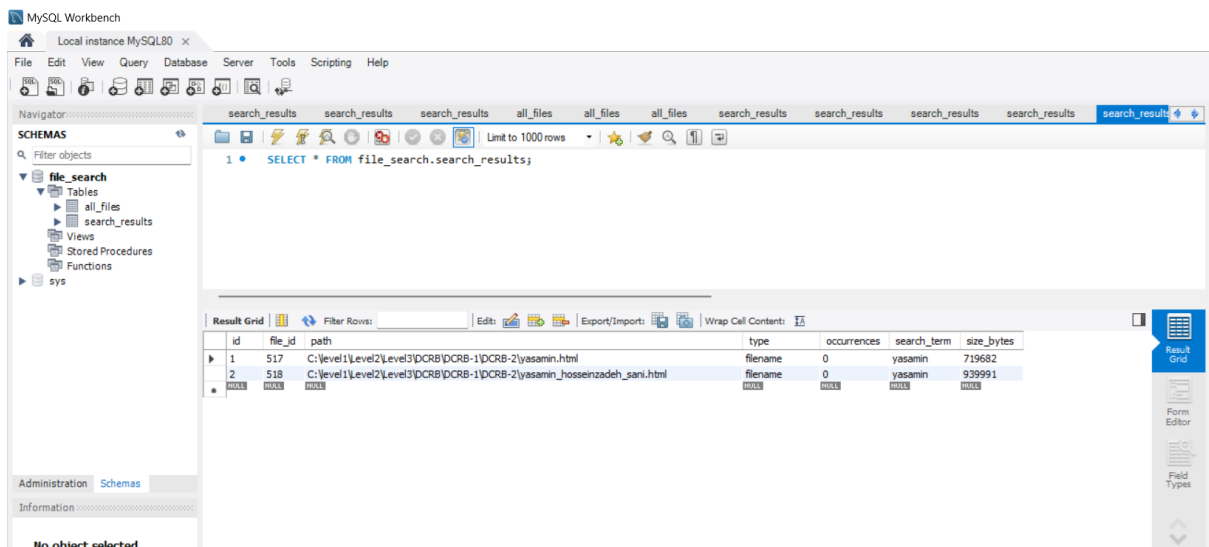 MySQL Workbench
Local instance MySQL80 ×
File Edit View Query Database Server Tools Scripting Help
Navigator
search_results search_results search_results all_files all_files all_files search_results search_results search_results search_results search_results
SCHEMAS
Limit to 1000 rows
Filter objects
1 SELECT * FROM file_search.search_results;
file_search
Tables
all_files
search_results
Views
Stored Procedures
Functions
sys
Result Grid Filter Rows: Edit: Export/Import: Wrap Cell Content: IA
id file_id path type occurrences search_term size_bytes
1 517 C:\level1\Level2\Level3\DCRB\DCRB-1\DCRB-2\yasamin.html filename 0 yasamin 719682
2 518 C:\level1\Level2\Level3\DCRB\DCRB-1\DCRB-2\yasamin_hosseinzadeh_sani.html filename 0 yasamin 939991
NULL NULL NULL NULL NULL NULL NULL
Result
Grid
Form
Editor
Field
Types
Administration Schemas
Information
No object selected